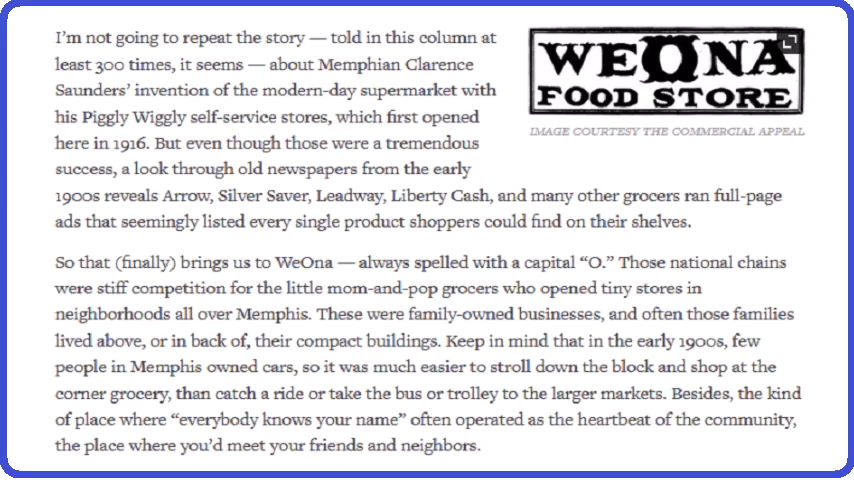 I'm not going to repeat the story — told in this column at
least 300 times, it seems — about Memphian Clarence
Saunders' invention of the modern-day supermarket with
his Piggly Wiggly self-service stores, which first opened
here in 1916. But even though those were a tremendous
success, a look through old newspapers from the early
1900s reveals Arrow, Silver Saver, Leadway, Liberty Cash, and many other grocers ran full-page
ads that seemingly listed every single product shoppers could find on their shelves.
WEONA
FOOD STORE
IMAGE COURTESY THE COMMERCIAL APPEAL
So that (finally) brings us to WeOna — always spelled with a capital “O.” Those national chains
were stiff competition for the little mom-and-pop grocers who opened tiny stores in
neighborhoods all over Memphis. These were family-owned businesses, and often those families
lived above, or in back of, their compact buildings. Keep in mind that in the early 1900s, few
people in Memphis owned cars, so it was much easier to stroll down the block and shop at the
corner grocery, than catch a ride or take the bus or trolley to the larger markets. Besides, the kind
of place where “everybody knows your name” often operated as the heartbeat of the community,
the place where you'd meet your friends and neighbors.